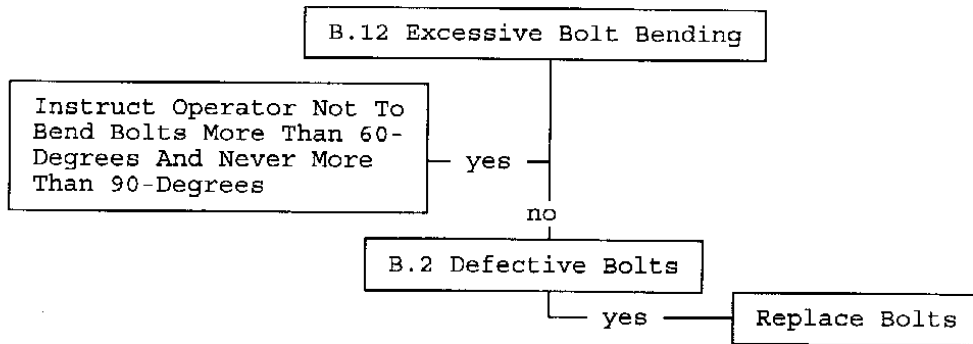 B.12 Excessive Bolt Bending
Instruct Operator Not To
Bend Bolts More Than 60-
Degrees And Never More
Than 90-Degrees
yes
no
B.2 Defective Bolts
yes
Replace Bolts